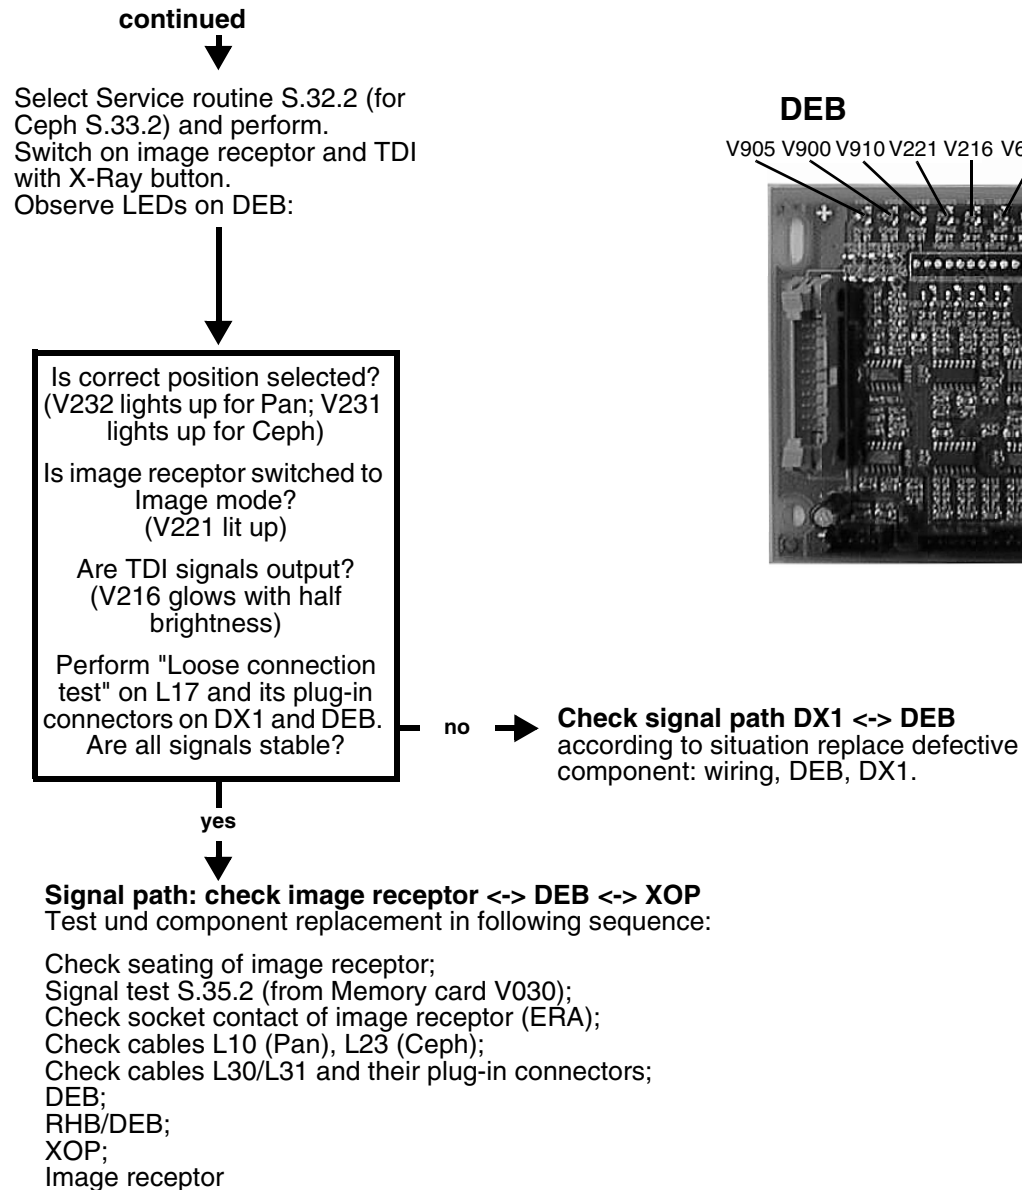 continued
Select Service routine S.32.2 (for
Ceph S.33.2) and perform.
Switch on image receptor and TDI
with X-Ray button.
Observe LEDs on DEB:
DEB
V905 V900 V910 V221 V216
Is correct position selected?
(V232 lights up for Pan; V231
lights up for Ceph)
Is image receptor switched to
Image mode?
(V221 lit up)
Are TDI signals output?
(V216 glows with half
brightness)
Perform "Loose connection
test" on L17 and its plug-in
connectors on DX1 and DEB.
Are all signals stable?
no
Check signal path DX1 <-> DEB
according to situation replace defective
component: wiring, DEB, DX1.
yes
Signal path: check image receptor <-> DEB <-> XOP
Test und component replacement in following sequence:
Check seating of image receptor;
Signal test S.35.2 (from Memory card V030);
Check socket contact of image receptor (ERA);
Check cables L10 (Pan), L23 (Ceph);
Check cables L30/L31 and their plug-in connectors;
DEB;
RHB/DEB;
XOP;
Image receptor